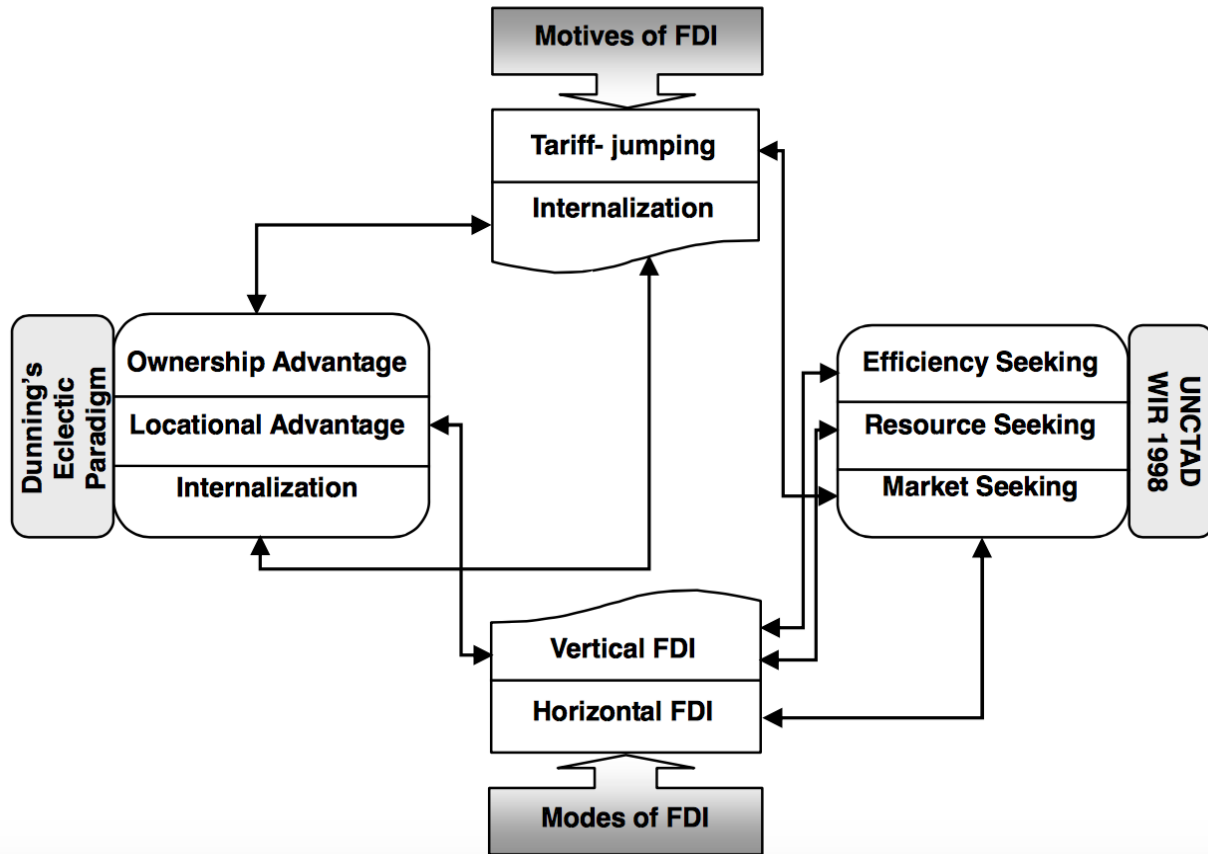 Motives of FDI
Tariff- jumping
Internalization
Dunning's
Eclectic
Paradigm
Ownership Advantage
Locational Advantage
Internalization
Efficiency Seeking
Resource Seeking
Market Seeking
UNCTAD
WIR 1998
Vertical FDI
Horizontal FDI
Modes of FDI